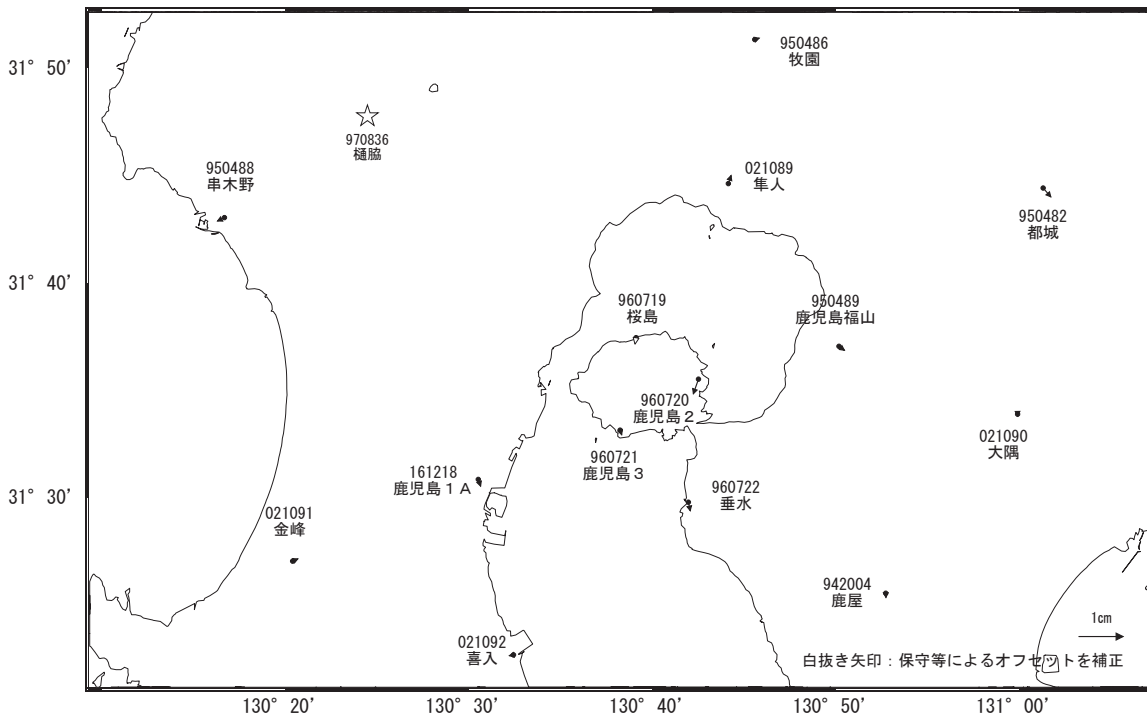 950486
牧園
31° 50′
970836
樋脇
950488
串木野
021089
隼人
950482
都城
31° 40′
960719
桜島
950489
鹿児島福山
960720
鹿児島2
021090
大隅
960721
鹿児島3
161218
鹿児島1A
960722
垂水
31° 30′
021091
金峰
942004
鹿屋
1cm
021092
喜入
白抜き矢印：保守等によるオフセットを補正
130° 20′
130° 30′
130° 40′
130° 50′
131° 00′